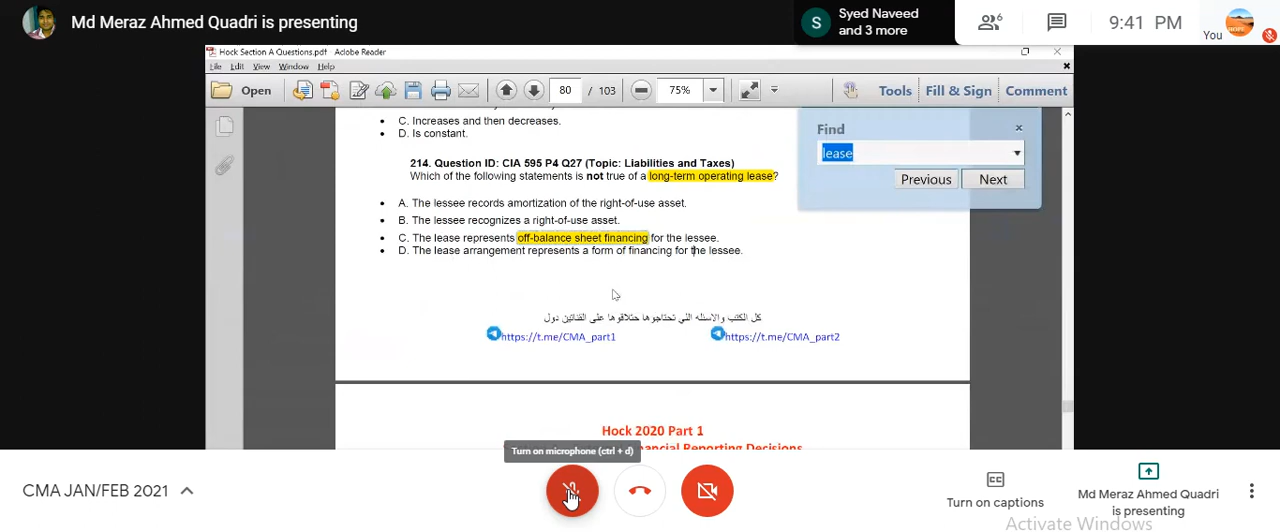 Md Meraz Ahmed Quadri is presenting
S
Syed Naveed
and 3 more
6
9:41 PM
You
Hock Section A Questions.pdf - Adobe Reader
File Edit View Window Help
Open
80 / 103
75%
Tools
Fill & Sign
Comment
Find
lease
Previous
Next
C. Increases and then decreases.
D. Is constant.
214. Question ID: CIA 595 P4 Q27 (Topic: Liabilities and Taxes)
Which of the following statements is not true of a long-term operating lease?
A. The lessee records amortization of the right-of-use asset.
B. The lessee recognizes a right-of-use asset.
C. The lease represents off-balance sheet financing for the lessee.
D. The lease arrangement represents a form of financing for the lessee.
كل الكتب والاسئله اللي تحتاجوها حتلاقوها على القناتين دول
https://t.me/CMA_part1
https://t.me/CMA_part2
Hock 2020 Part 1
Turn on microphone (ctrl + d)
CMA JAN/FEB 2021
Turn on captions
Md Meraz Ahmed Quadri
is presenting
Activate Windows